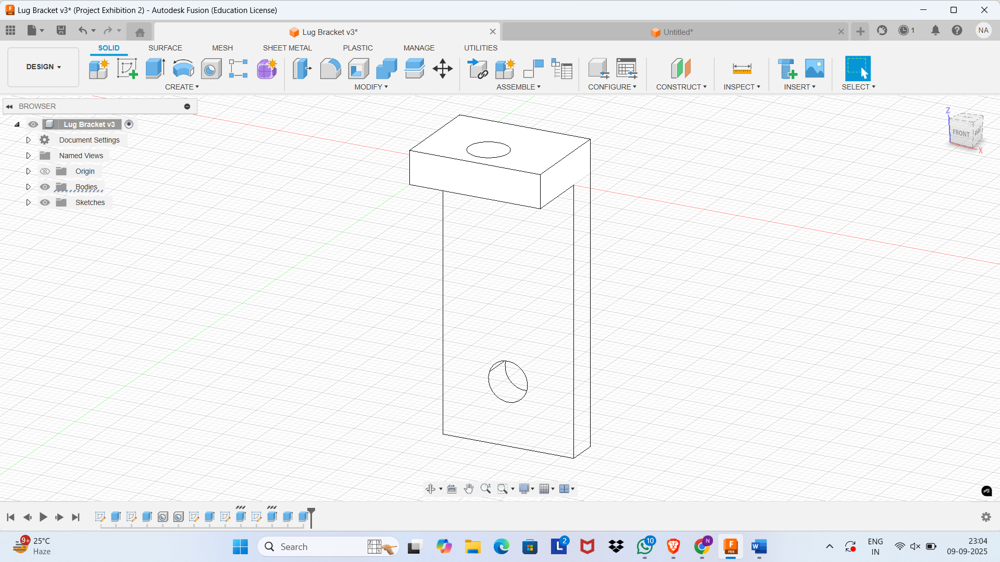 Lug Bracket v3* (Project Exhibition 2) - Autodesk Fusion (Education License)
Lug Bracket v3*
Untitled*
1
NA
DESIGN
SOLID
SURFACE
MESH
SHEET METAL
PLASTIC
MANAGE
UTILITIES
CREATE
MODIFY
ASSEMBLE
CONFIGURE
CONSTRUCT
INSPECT
INSERT
SELECT
BROWSER
Lug Bracket v3
Document Settings
Named Views
Origin
Bodies
Sketches
Z
FRONT
X
9+
25°C
Haze
Search
2
10
N
F
FUS
W
L
ENG
IN
23:04
09-09-2025